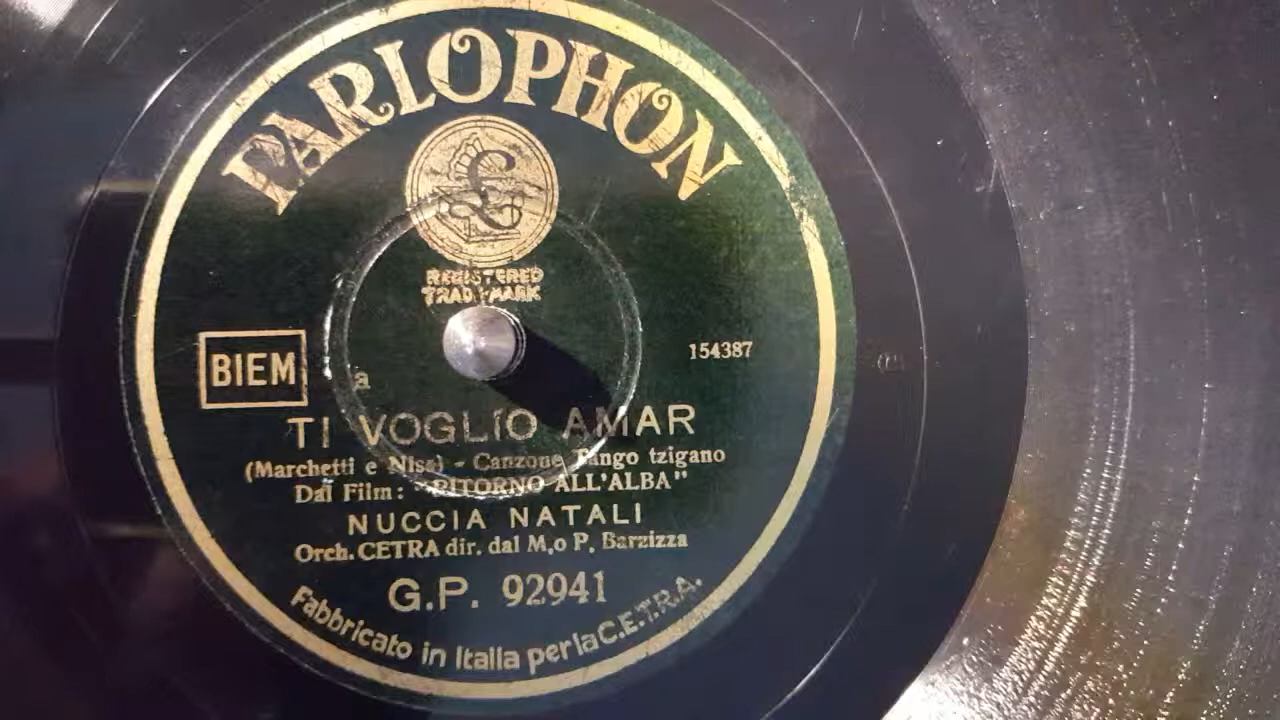 PARLOPHON
£
REGISTERED
TRADE MARK
BIEM
154387
a
TI VOGLIO AMAR
(Marchetti e Nisa) - Canzone Tango tzigano
Dal Film: "RITORNO ALL'ALBA"
NUCCIA NATALI
Orch. CETRA dir. dal M.o P. Barzizza
G.P. 92941
Fabbricato in Italia per la C.E.T.R.A.